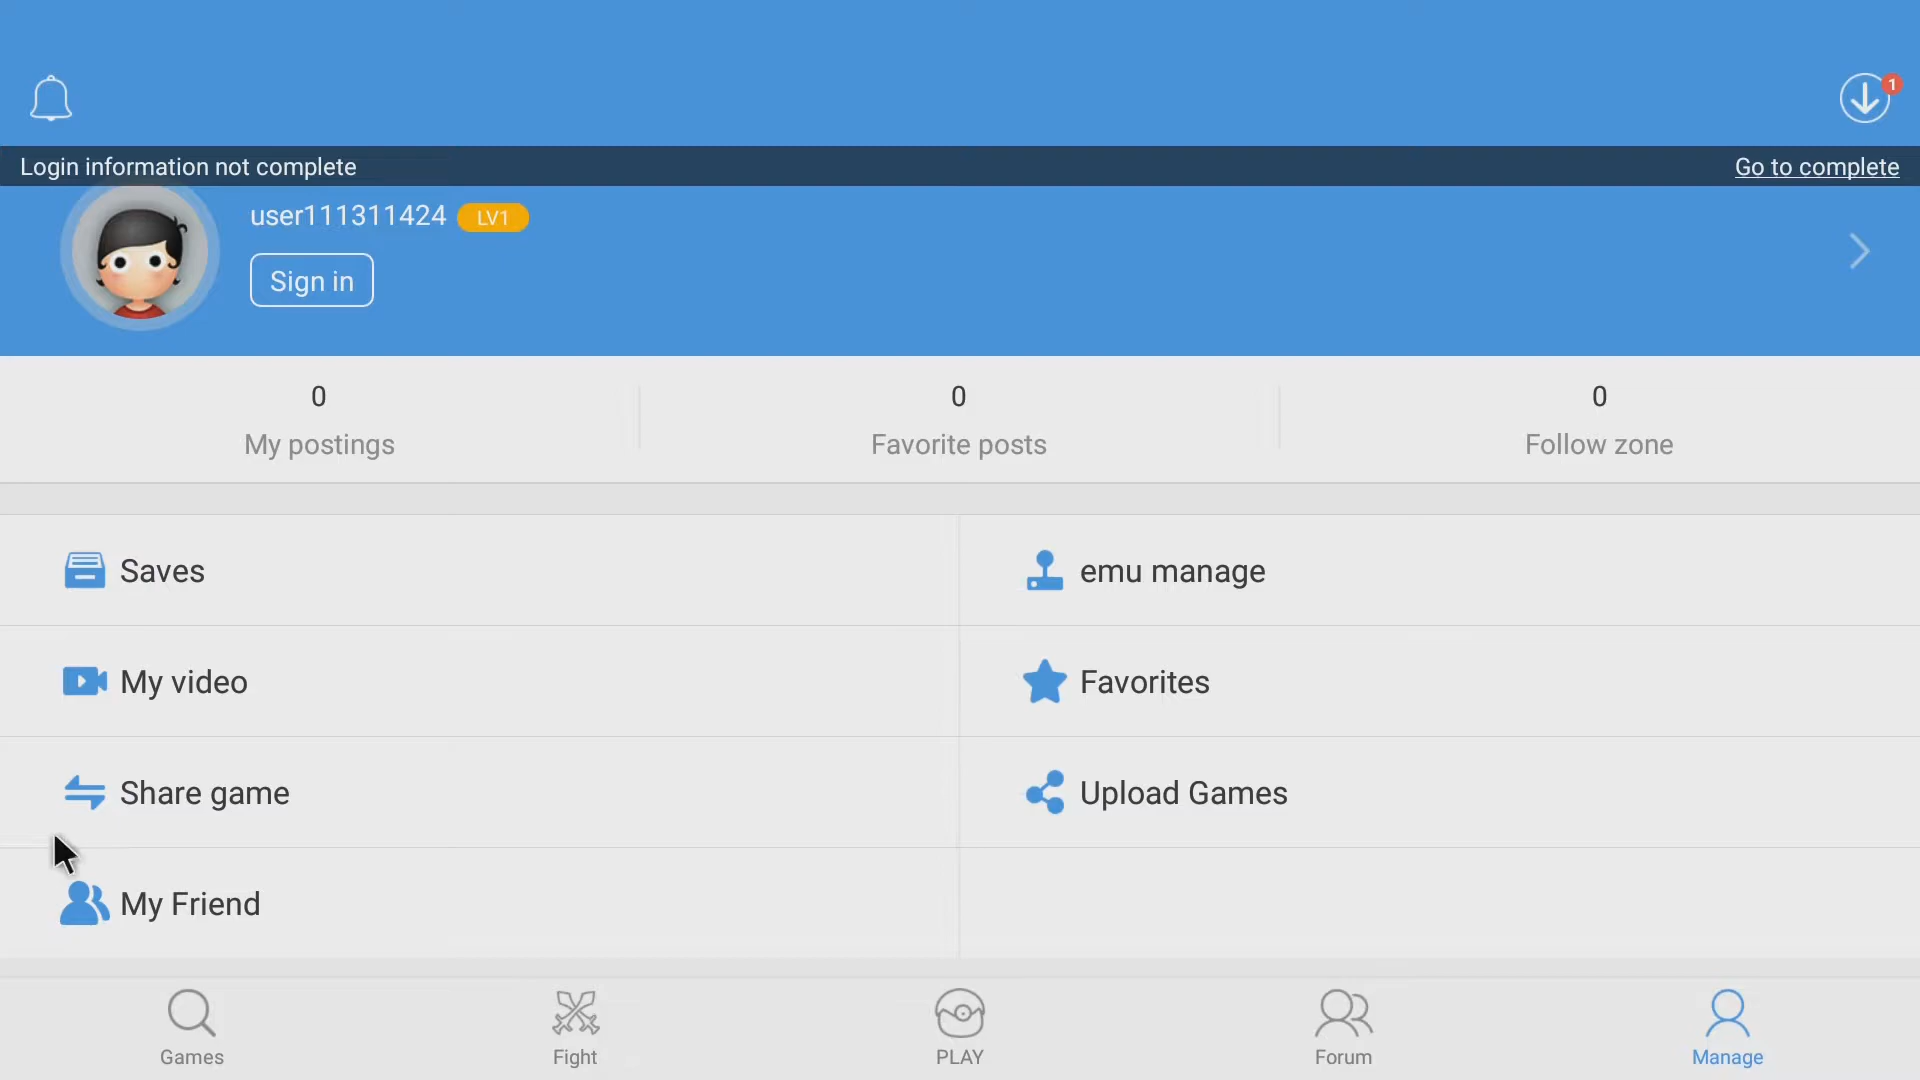 1
Login information not complete
Go to complete
user111311424 LV1
Sign in
0
My postings
0
Favorite posts
0
Follow zone
Saves
emu manage
My video
Favorites
Share game
Upload Games
My Friend
Games
Fight
PLAY
Forum
Manage